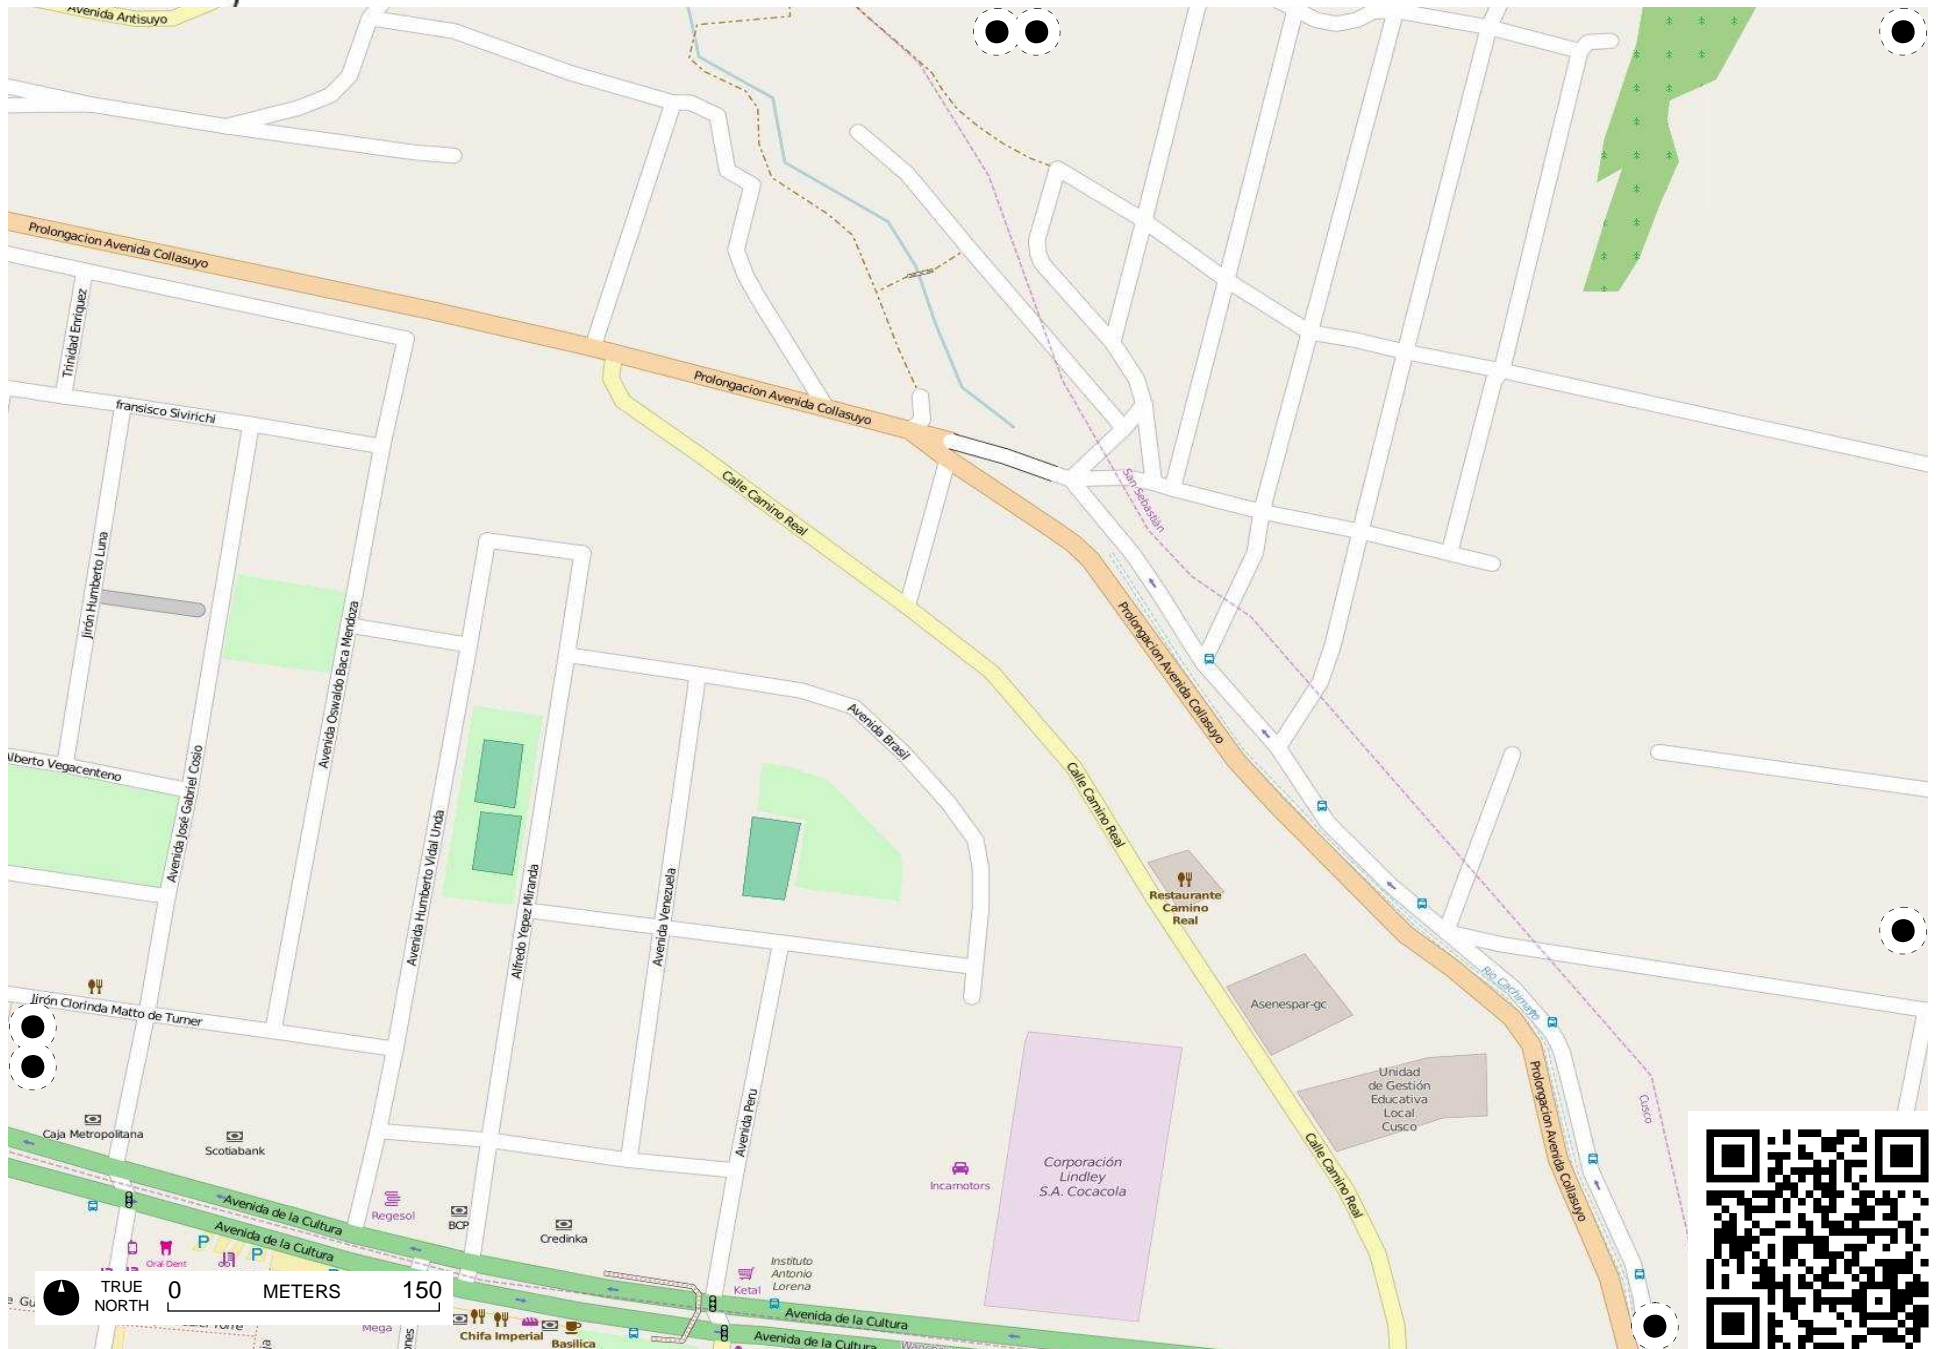 Avenida Antisuyo
Prolongacion Avenida Collasuyo
Trinidad Enriquez
fransisco Sivirichi
Prolongacion Avenida Collasuyo
Calle Camino Real
San Sebastián
Jirón Humberto Luna
Avenida Oswaldo Baca Mendoza
Prolongacion Avenida Collasuyo
Avenida Brasil
Alberto Vegacenteno
Avenida José Gabriel Cosio
Avenida Humberto Vidal Unda
Alfredo Yepez Miranda
Avenida Venezuela
Calle Camino Real
Restaurante
Camino
Real
Rio Cachimayo
Asenespar-gc
Jirón Clorinda Matto de Turner
Unidad
de Gestión
Educativa
Local
Cusco
Prolongacion Avenida Collasuyo
Cusco
Avenida Peru
Caja Metropolitana
Scotiabank
Corporación
Lindley
S.A. Cocacola
Incamotors
Calle Camino Real
Regesol
BCP
Credinka
Avenida de la Cultura
Avenida de la Cultura
Oral-Dent
Instituto
Antonio
Lorena
Ketal
TRUE
NORTH
0 METERS 150
Avenida de la Cultura
Avenida de la Cultura
Mega
Chifa Imperial
Basilica